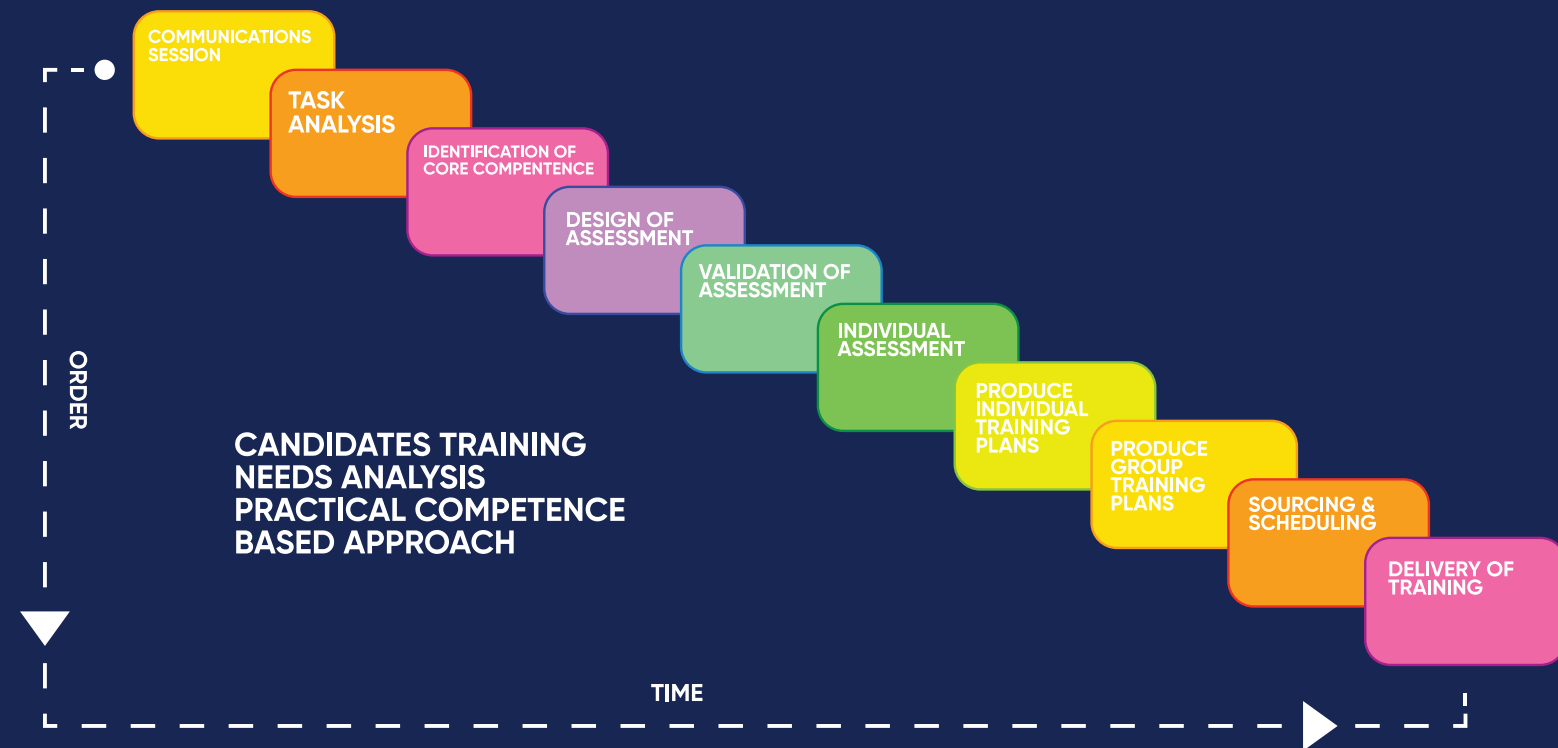 COMMUNICATIONS
SESSION
TASK
ANALYSIS
IDENTIFICATION OF
CORE COMPENTENCE
DESIGN OF
ASSESSMENT
VALIDATION OF
ASSESSMENT
INDIVIDUAL
ASSESSMENT
PRODUCE
INDIVIDUAL
TRAINING
PLANS
PRODUCE
GROUP
TRAINING
PLANS
SOURCING &
SCHEDULING
DELIVERY OF
TRAINING
ORDER
CANDIDATES TRAINING
NEEDS ANALYSIS
PRACTICAL COMPETENCE
BASED APPROACH
TIME